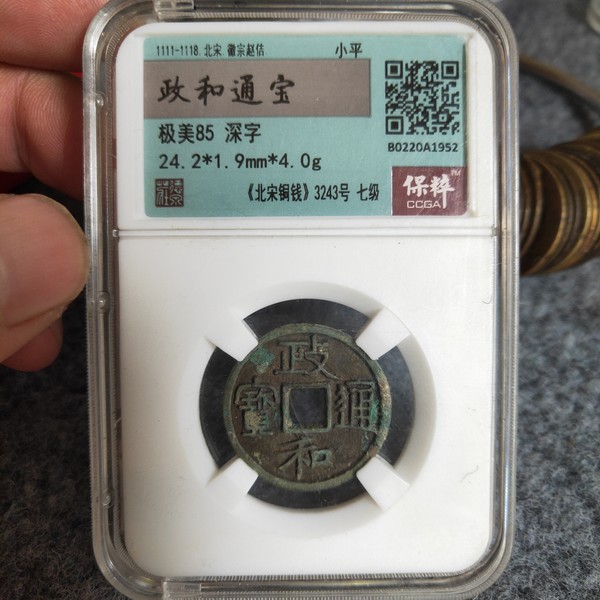 1111-1118. 北宋 徽宗赵佶 小平
政和通宝
极美85 深字
24.2*1.9mm*4.0g
B0220A1952
《北宋铜钱》3243号 七级
保粹 TM
CCGA
政
寶 通
和